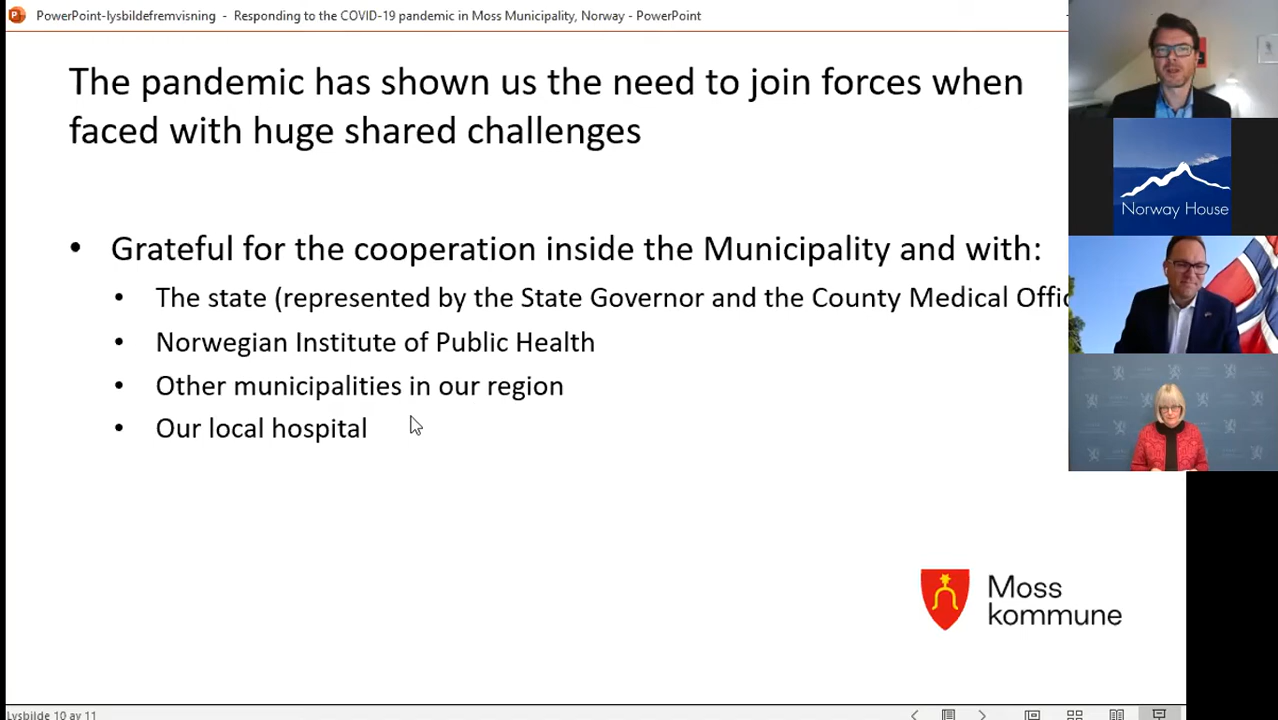 PowerPoint-lysbildefremvisning - Responding to the COVID-19 pandemic in Moss Municipality, Norway - PowerPoint
The pandemic has shown us the need to join forces when
faced with huge shared challenges
• Grateful for the cooperation inside the Municipality and with:
• The state (represented by the State Governor and the County Medical Offic
• Norwegian Institute of Public Health
• Other municipalities in our region
• Our local hospital
Norway House
Moss
kommune
Lysbilde 10 av 11